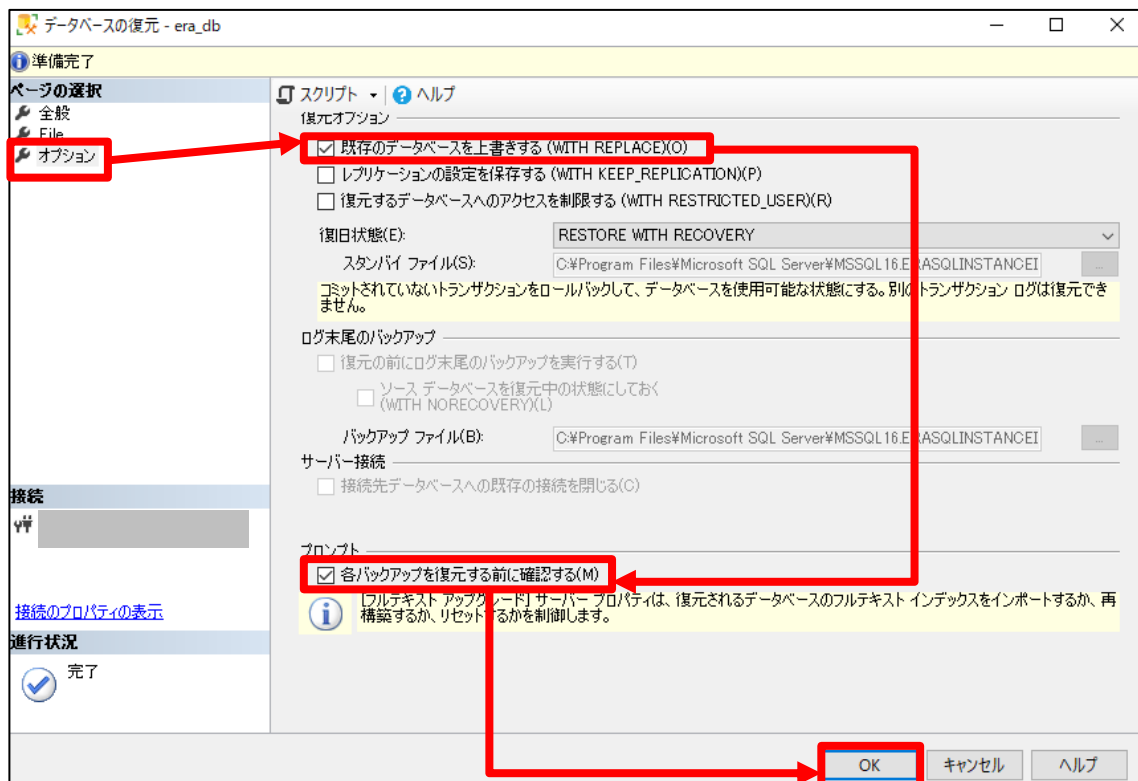 データベースの復元 - era_db
準備完了
ページの選択
全般
File
オプション
スクリプト
ヘルプ
復元オプション
既存のデータベースを上書きする (WITH REPLACE)(O)
レプリケーションの設定を保存する (WITH KEEP_REPLICATION)(P)
復元するデータベースへのアクセスを制限する (WITH RESTRICTED_USER)(R)
復旧状態(E):
RESTORE WITH RECOVERY
スタンバイ ファイル(S):
C:¥Program Files¥Microsoft SQL Server¥MSSQL16.ERASQLINSTANCE
...
コミットされていないトランザクションをロールバックして、データベースを使用可能な状態にする。別のトランザクション ログは復元でき
ません。
ログ末尾のバックアップ
復元の前にログ末尾のバックアップを実行する(T)
ソース データベースを復元中の状態にしておく
(WITH NORECOVERY)(L)
バックアップ ファイル(B):
C:¥Program Files¥Microsoft SQL Server¥MSSQL16.ERASQLINSTANCE
...
サーバー接続
接続先データベースへの既存の接続を閉じる(C)
接続
接続のプロパティの表示
プロンプト
各バックアップを復元する前に確認する(M)
[フルテキスト アップグレード] サーバー プロパティは、復元されるデータベースのフルテキスト インデックスをインポートするか、再
構築するか、リセットするかを制御します。
進行状況
完了
OK
キャンセル
ヘルプ